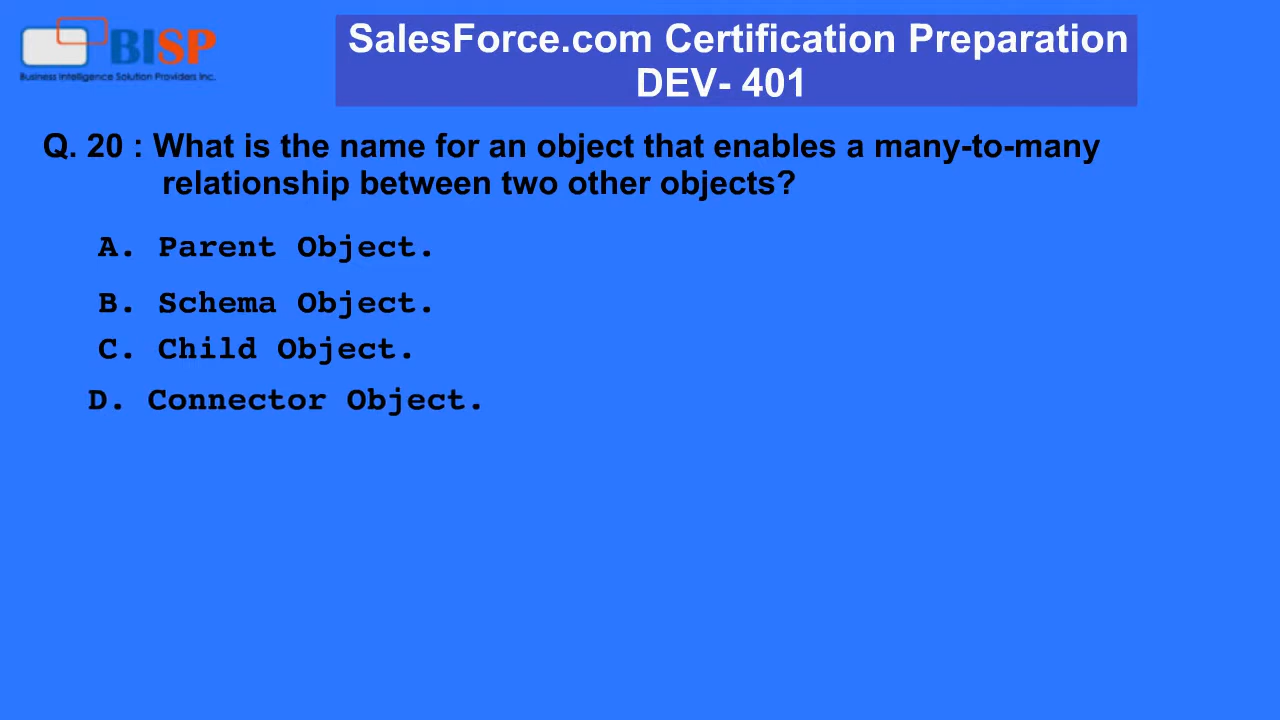 BISP
Business Intelligence Solution Providers Inc.
SalesForce.com Certification Preparation
DEV- 401
Q. 20 : What is the name for an object that enables a many-to-many
relationship between two other objects?
A. Parent Object.
B. Schema Object.
C. Child Object.
D. Connector Object.